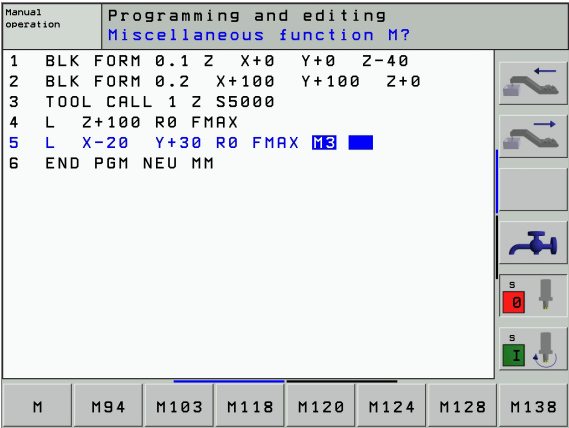 Manual
operation
Programming and editing
Miscellaneous function M?
1 BLK FORM 0.1 Z X+0 Y+0 Z-40
2 BLK FORM 0.2 X+100 Y+100 Z+0
3 TOOL CALL 1 Z S5000
4 L Z+100 R0 FMAX
5 L X-20 Y+30 R0 FMAX M3
6 END PGM NEU MM
S
0
S
I
M M94 M103 M118 M120 M124 M128 M138